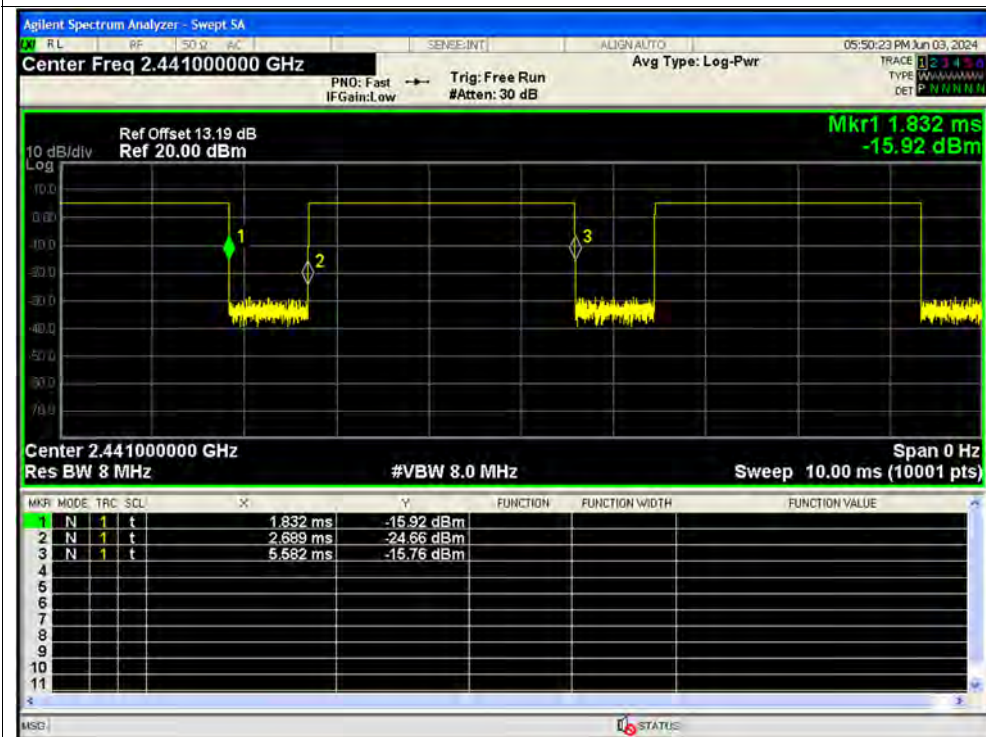 Agilent Spectrum Analyzer - Swept SA
LXI RL RF 50 Ω AC SENSE:INT ALIGN AUTO 05:50:23 PM Jun 03, 2024
Center Freq 2.441000000 GHz
PNO: Fast
IFGain:Low
Trig: Free Run
#Atten: 30 dB
Avg Type: Log-Pwr
TRACE 1 2 3 4 5 6
TYPE WWWWWWW
DET P N N N N N
Mkr1 1.832 ms
-15.92 dBm
Ref Offset 13.19 dB
10 dB/div Ref 20.00 dBm
Log
10.0
0.00
-10.0
-20.0
-30.0
-40.0
-50.0
-60.0
-70.0
1
2
3
Center 2.441000000 GHz Span 0 Hz
Res BW 8 MHz #VBW 8.0 MHz Sweep 10.00 ms (10001 pts)
MKR MODE TRC SCL X Y FUNCTION FUNCTION WIDTH FUNCTION VALUE
1 N 1 t 1.832 ms -15.92 dBm
2 N 1 t 2.689 ms -24.66 dBm
3 N 1 t 5.582 ms -15.76 dBm
4
5
6
7
8
9
10
11
MSG STATUS